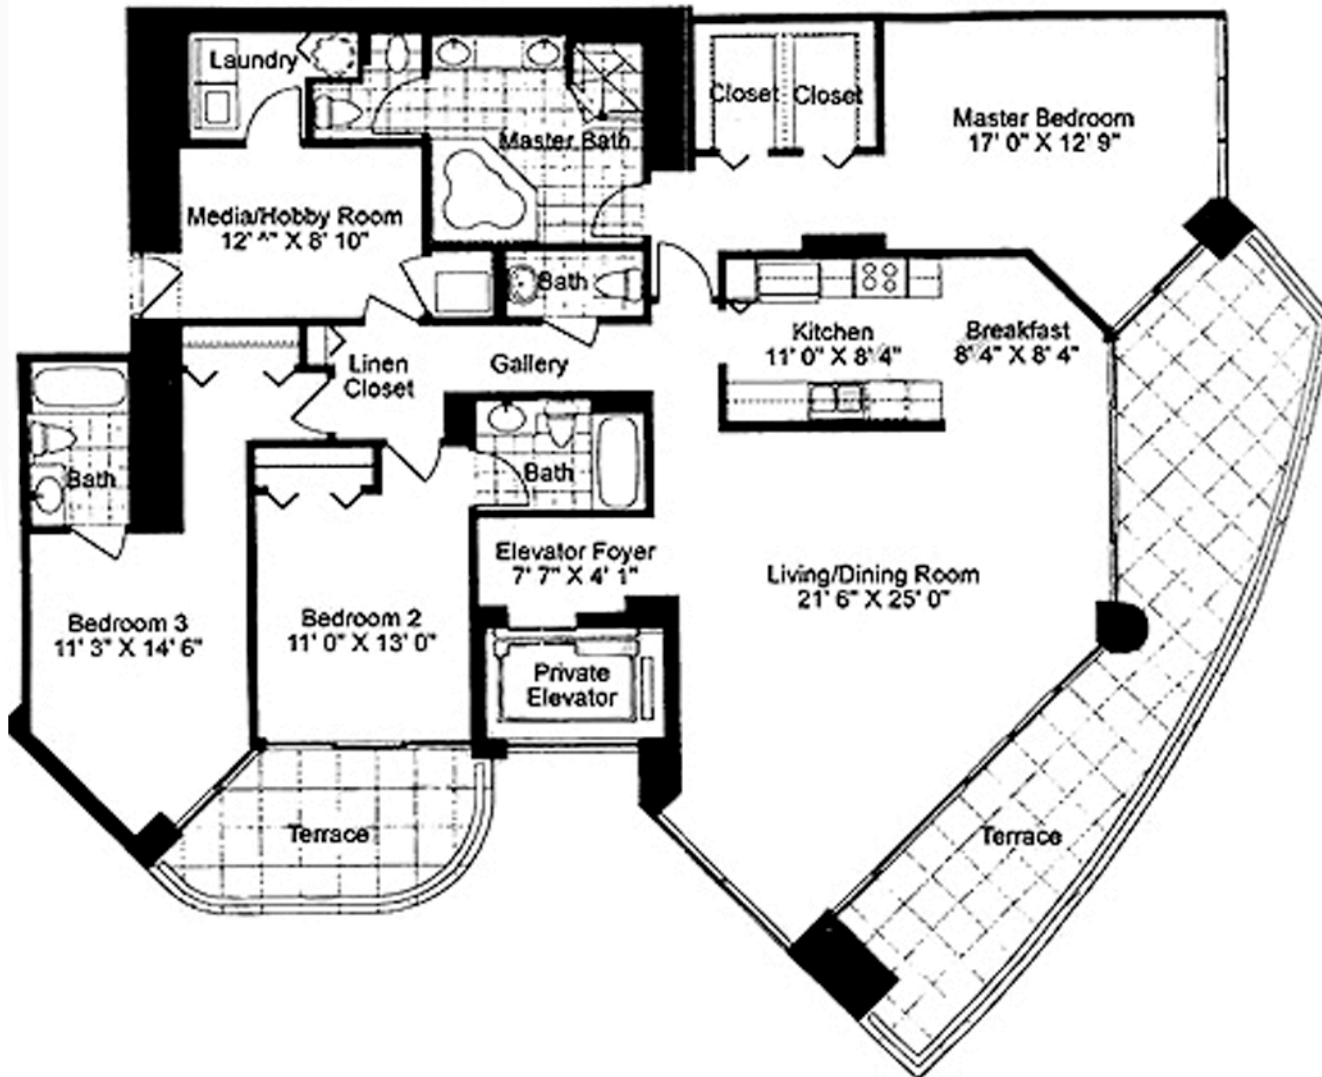 Laundry
Closet
Closet
Master Bedroom
17' 0" X 12' 9"
Master Bath
Media/Hobby Room
X 8' 10"
Bath
Kitchen
11' 0" X 8' 4"
Breakfast
8' 4" X 8' 4"
Linen
Closet
Gallery
Bath
Bath
Elevator Foyer
7' 7" X 4' 1"
Living/Dining Room
21' 6" X 25' 0"
Bedroom 3
11' 3" X 14' 6"
Bedroom 2
11' 0" X 13' 0"
Private
Elevator
Terrace
Terrace